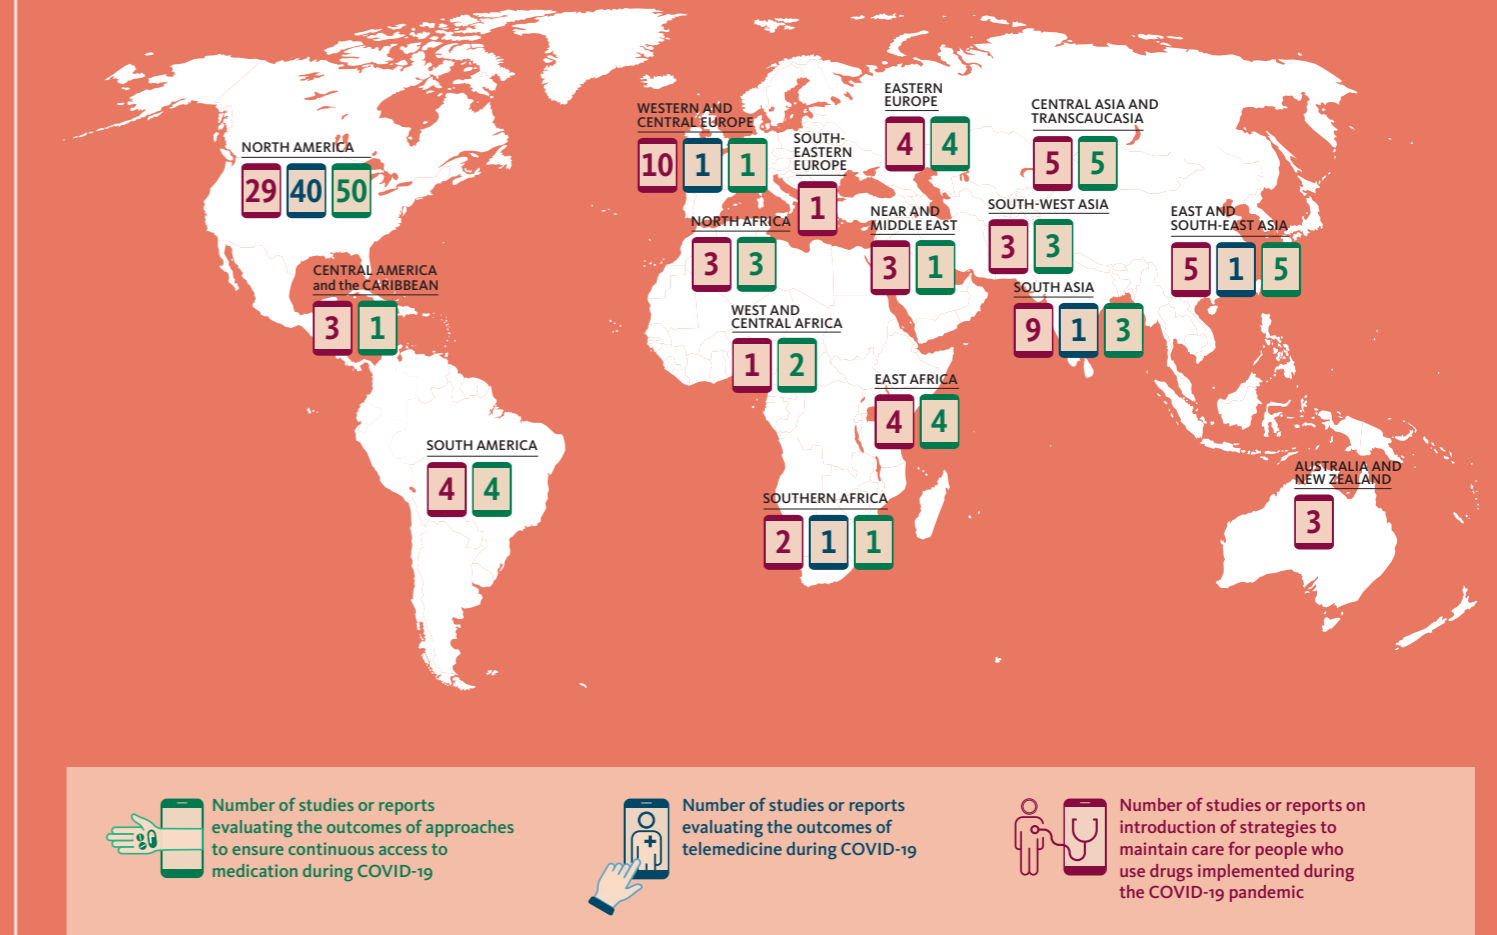 NORTH AMERICA
29 40 50
CENTRAL AMERICA
and the CARIBBEAN
3 1
SOUTH AMERICA
4 4
WESTERN AND
CENTRAL EUROPE
10 1 1
SOUTH-
EASTERN
EUROPE
1
EASTERN
EUROPE
4 4
CENTRAL ASIA AND
TRANSCAUCASIA
5 5
NORTH AFRICA
3 3
NEAR AND
MIDDLE EAST
3 1
SOUTH-WEST ASIA
3 3
EAST AND
SOUTH-EAST ASIA
5 1 5
SOUTH ASIA
9 1 3
WEST AND
CENTRAL AFRICA
1 2
EAST AFRICA
4 4
SOUTHERN AFRICA
2 1 1
AUSTRALIA AND
NEW ZEALAND
3
Number of studies or reports
evaluating the outcomes of approaches
to ensure continuous access to
medication during COVID-19
Number of studies or reports
evaluating the outcomes of
telemedicine during COVID-19
Number of studies or reports on
introduction of strategies to
maintain care for people who
use drugs implemented during
the COVID-19 pandemic